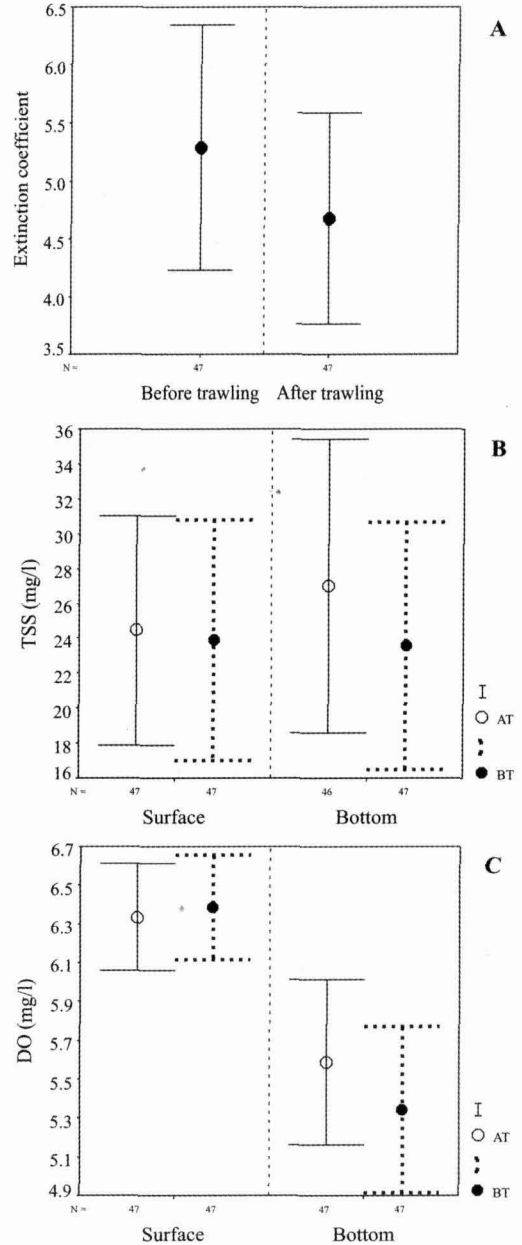 A
Extinction coefficient
6.5
6.0
5.5
5.0
4.5
4.0
3.5
N = 47 47
Before trawling After trawling
B
TSS (mg/l)
36
34
32
30
28
26
24
22
20
18
16
AT
BT
N = 47 47 46 47
Surface Bottom
C
DO (mg/l)
6.7
6.5
6.3
6.1
5.9
5.7
5.5
5.3
5.1
4.9
AT
BT
N = 47 47 47 47
Surface Bottom